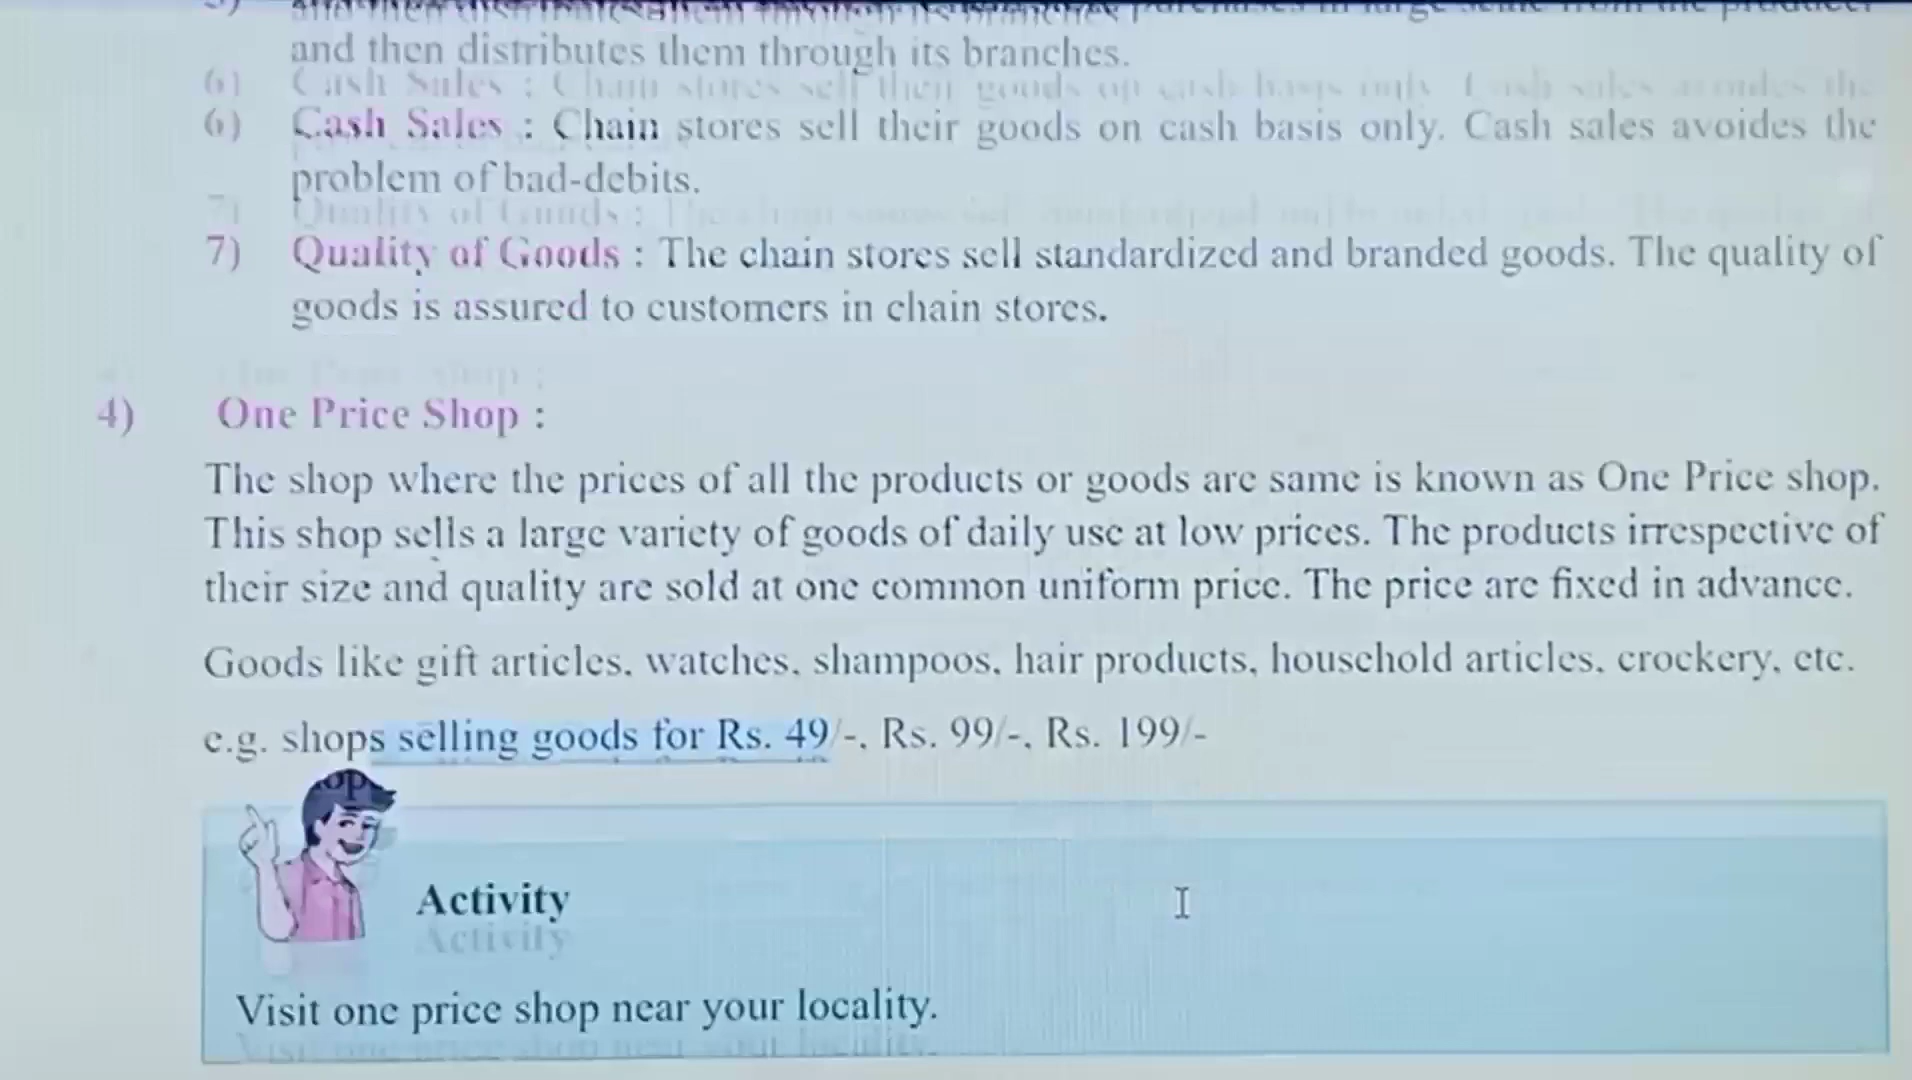 and then distributes them through its branches.
6) Cash Sales : Chain stores sell their goods on cash basis only. Cash sales avoides the
problem of bad-debits.
7) Quality of Goods : The chain stores sell standardized and branded goods. The quality of
goods is assured to customers in chain stores.
4) One Price Shop :
The shop where the prices of all the products or goods are same is known as One Price shop.
This shop sells a large variety of goods of daily use at low prices. The products irrespective of
their size and quality are sold at one common uniform price. The price are fixed in advance.
Goods like gift articles, watches, shampoos, hair products, household articles, crockery, etc.
e.g. shops selling goods for Rs. 49/-, Rs. 99/-, Rs. 199/-
Activity
Visit one price shop near your locality.